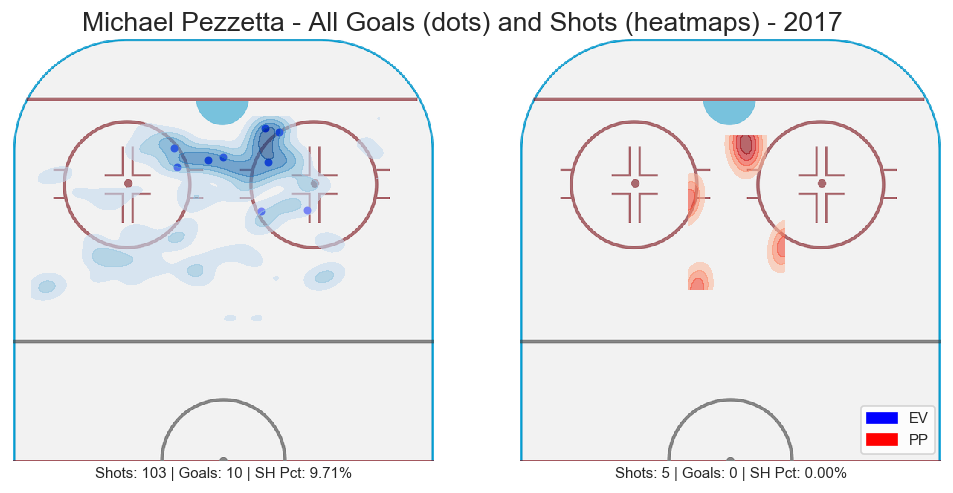 Michael Pezzetta - All Goals (dots) and Shots (heatmaps) - 2017
EV
PP
Shots: 103 | Goals: 10 | SH Pct: 9.71%
Shots: 5 | Goals: 0 | SH Pct: 0.00%